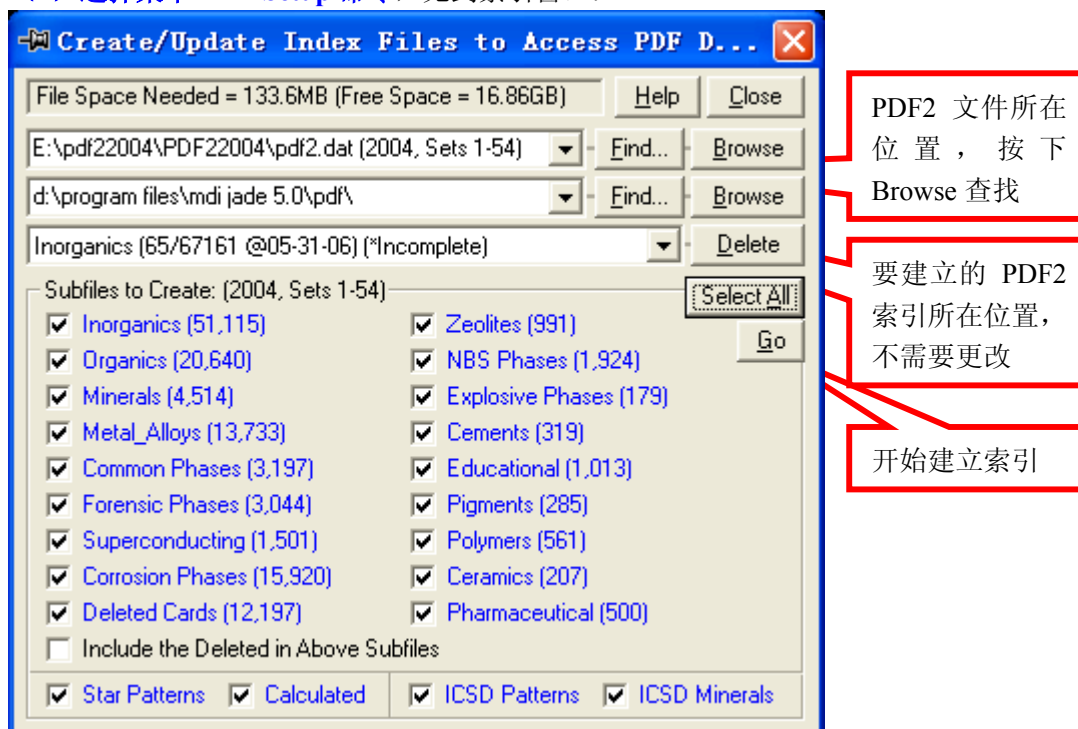 Create/Update Index Files to Access PDF D...
File Space Needed = 133.6MB (Free Space = 16.86GB)
Help
Close
E:\pdf22004\PDF22004\pdf2.dat (2004, Sets 1-54)
Find...
Browse
d:\program files\mdi jade 5.0\pdf\
Find...
Browse
Inorganics (65/67161 @05-31-06) (*Incomplete)
Delete
Subfiles to Create: (2004, Sets 1-54)
Select All
Go
Inorganics (51,115)
Zeolites (991)
Organics (20,640)
NBS Phases (1,924)
Minerals (4,514)
Explosive Phases (179)
Metal_Alloys (13,733)
Cements (319)
Common Phases (3,197)
Educational (1,013)
Forensic Phases (3,044)
Pigments (285)
Superconducting (1,501)
Polymers (561)
Corrosion Phases (15,920)
Ceramics (207)
Deleted Cards (12,197)
Pharmaceutical (500)
Include the Deleted in Above Subfiles
Star Patterns
Calculated
ICSD Patterns
ICSD Minerals
PDF2 文件所在
位置，按下
Browse 查找
要建立的 PDF2
索引所在位置，
不需要更改
开始建立索引